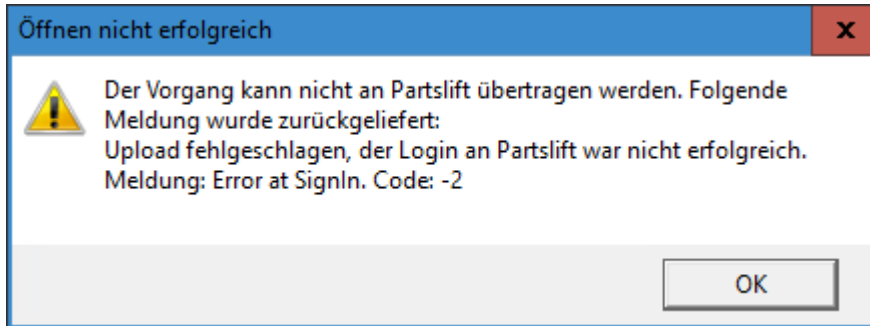 Öffnen nicht erfolgreich
x
Der Vorgang kann nicht an Partslift übertragen werden. Folgende
Meldung wurde zurückgeliefert:
Upload fehlgeschlagen, der Login an Partslift war nicht erfolgreich.
Meldung: Error at SignIn. Code: -2
OK